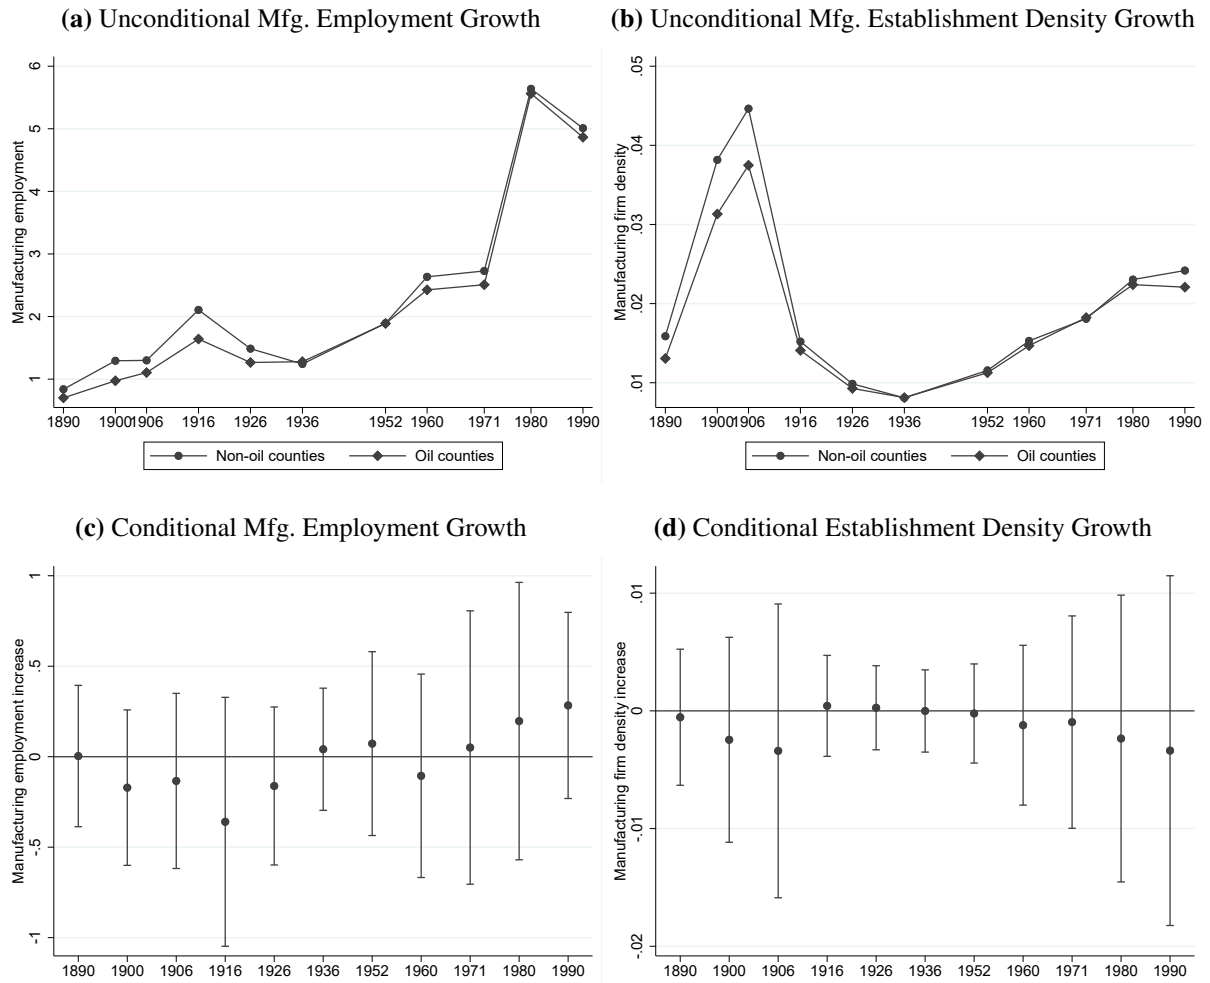 (a) Unconditional Mfg. Employment Growth
(b) Unconditional Mfg. Establishment Density Growth
Manufacturing employment
6
5
4
3
2
1
1890 1900 1906 1916 1926 1936 1952 1960 1971 1980 1990
Non-oil counties Oil counties
Manufacturing firm density
.05
.04
.03
.02
.01
1890 1900 1906 1916 1926 1936 1952 1960 1971 1980 1990
Non-oil counties Oil counties
(c) Conditional Mfg. Employment Growth
(d) Conditional Establishment Density Growth
Manufacturing employment increase
1
.5
0
-.5
-1
1890 1900 1906 1916 1926 1936 1952 1960 1971 1980 1990
Manufacturing firm density increase
.01
0
-.01
-.02
1890 1900 1906 1916 1926 1936 1952 1960 1971 1980 1990